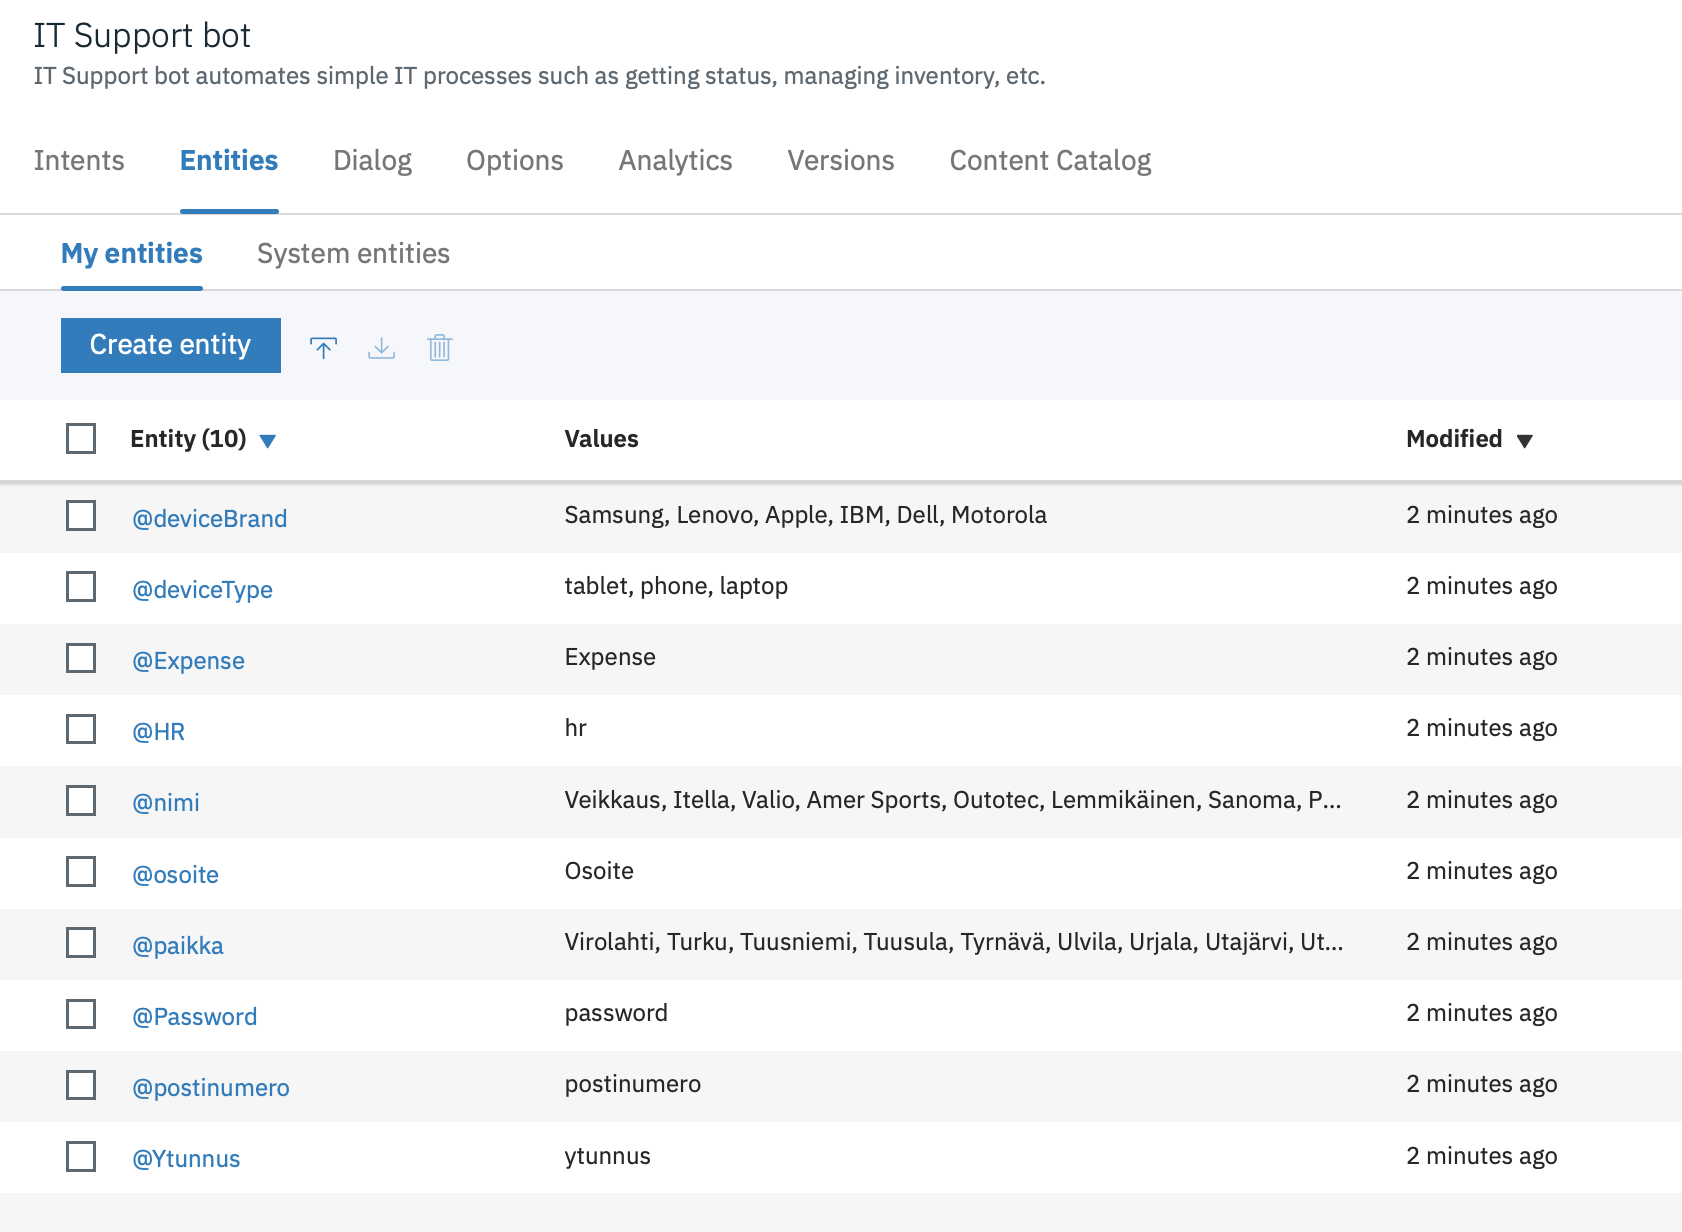 IT Support bot
IT Support bot automates simple IT processes such as getting status, managing inventory, etc.
Intents Entities Dialog Options Analytics Versions Content Catalog
My entities System entities
Create entity
Entity (10) Values Modified
@deviceBrand Samsung, Lenovo, Apple, IBM, Dell, Motorola 2 minutes ago
@deviceType tablet, phone, laptop 2 minutes ago
@Expense Expense 2 minutes ago
@HR hr 2 minutes ago
@nimi Veikkaus, Itella, Valio, Amer Sports, Outotec, Lemmikäinen, Sanoma, P... 2 minutes ago
@osoite Osoite 2 minutes ago
@paikka Virolahti, Turku, Tuusniemi, Tuusula, Tyrnävä, Ulvila, Urjala, Utajärvi, Ut... 2 minutes ago
@Password password 2 minutes ago
@postinumero postinumero 2 minutes ago
@Ytunnus ytunnus 2 minutes ago